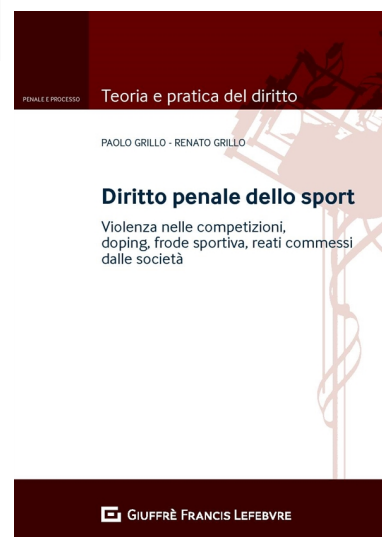 PENALE E PROCESSO
Teoria e pratica del diritto
PAOLO GRILLO - RENATO GRILLO
Diritto penale dello sport
Violenza nelle competizioni,
doping, frode sportiva, reati commessi
dalle società
GIUFFRÈ FRANCIS LEFEBVRE